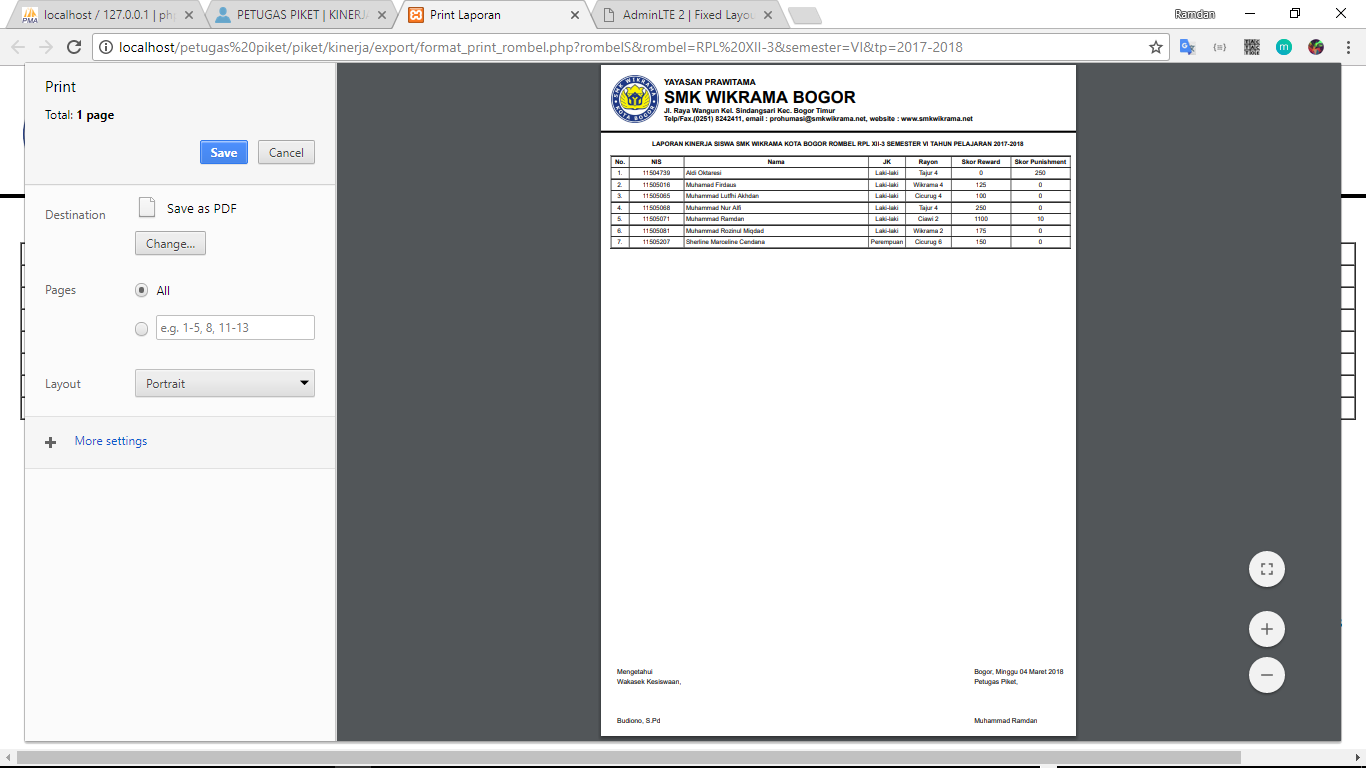 localhost / 127.0.0.1 | ph
PETUGAS PIKET | KINERJ
Print Laporan
AdminLTE 2 | Fixed Layou
Ramdan
localhost/petugas%20piket/piket/kinerja/export/format_print_rombel.php?rombelS&rombel=RPL%20XII-3&semester=VI&tp=2017-2018
Print
Total: 1 page
Save
Cancel
Destination
Save as PDF
Change...
Pages
All
e.g. 1-5, 8, 11-13
Layout
Portrait
More settings
SMK WIKRAMA
KOTA BOGOR
YAYASAN PRAWITAMA
SMK WIKRAMA BOGOR
Jl. Raya Wangun Kel. Sindangsari Kec. Bogor Timur
Telp/Fax.(0251) 8242411, email : prohumasi@smkwikrama.net, website : www.smkwikrama.net
LAPORAN KINERJA SISWA SMK WIKRAMA KOTA BOGOR ROMBEL RPL XII-3 SEMESTER VI TAHUN PELAJARAN 2017-2018
No. NIS Nama JK Rayon Skor Reward Skor Punishment
1. 11504739 Aldi Oktaresi Laki-laki Tajur 4 0 250
2. 11505016 Muhamad Firdaus Laki-laki Wikrama 4 125 0
3. 11505065 Muhammad Lutfhi Akhdan Laki-laki Cicurug 4 100 0
4. 11505068 Muhammad Nur Alfi Laki-laki Tajur 4 250 0
5. 11505071 Muhammad Ramdan Laki-laki Ciawi 2 1100 10
6. 11505081 Muhammad Rozinul Miqdad Laki-laki Wikrama 2 175 0
7. 11505207 Sherline Marceline Cendana Perempuan Cicurug 6 150 0
Mengetahui
Wakasek Kesiswaan,
Budiono, S.Pd
Bogor, Minggu 04 Maret 2018
Petugas Piket,
Muhammad Ramdan